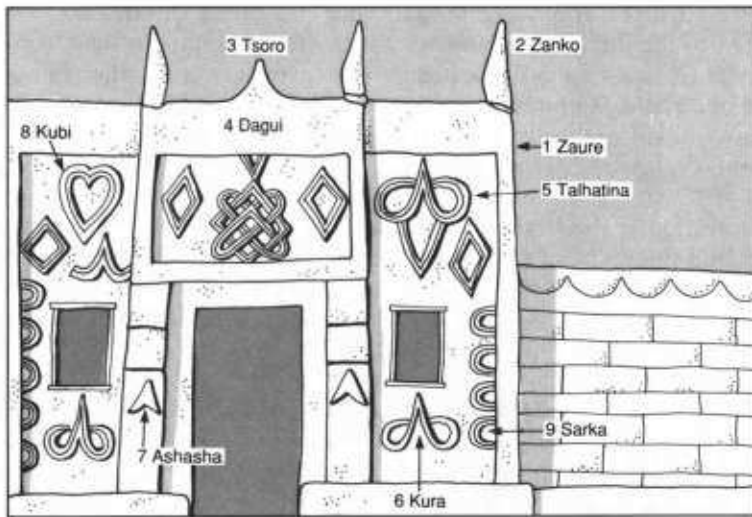 3 Tsoro
2 Zanko
4 Dagui
8 Kubi
1 Zaure
5 Talhatina
9 Sarka
7 Ashasha
6 Kura